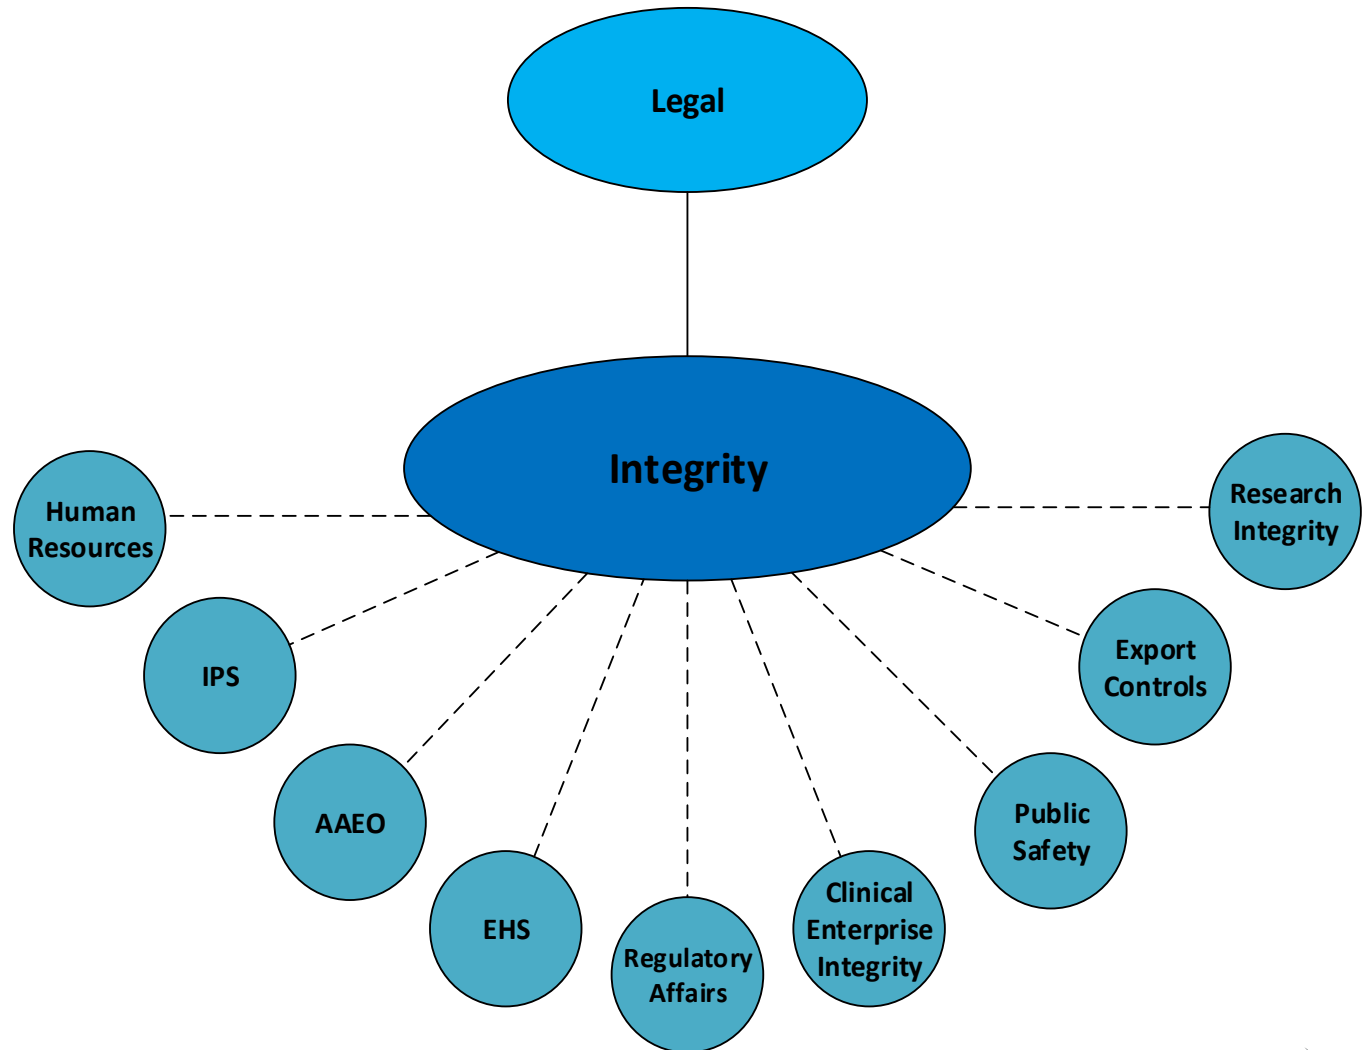 Legal
Integrity
Human
Resources
IPS
AAEO
EHS
Regulatory
Affairs
Clinical
Enterprise
Integrity
Public
Safety
Export
Controls
Research
Integrity